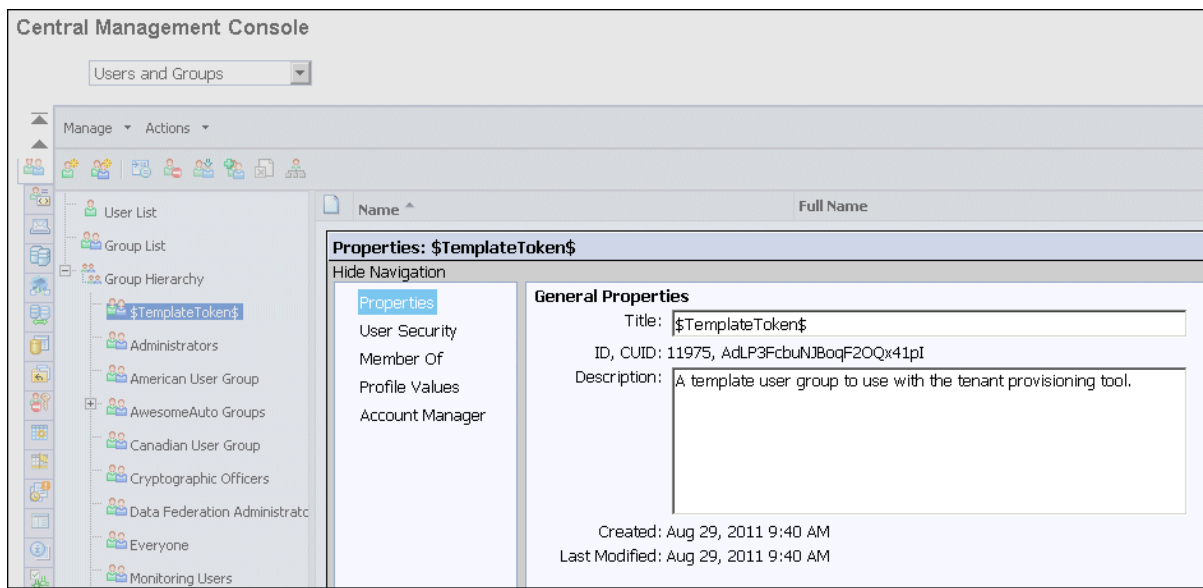 Central Management Console
Users and Groups
Manage Actions
User List
Group List
Group Hierarchy
$TemplateToken$
Administrators
American User Group
AwesomeAuto Groups
Canadian User Group
Cryptographic Officers
Data Federation Administratc
Everyone
Monitoring Users
Name Full Name
Properties: $TemplateToken$
Hide Navigation
Properties
User Security
Member Of
Profile Values
Account Manager
General Properties
Title: $TemplateToken$
ID, CUID: 11975, AdLP3FcbuNJBoqF2OQx41pI
Description: A template user group to use with the tenant provisioning tool.
Created: Aug 29, 2011 9:40 AM
Last Modified: Aug 29, 2011 9:40 AM